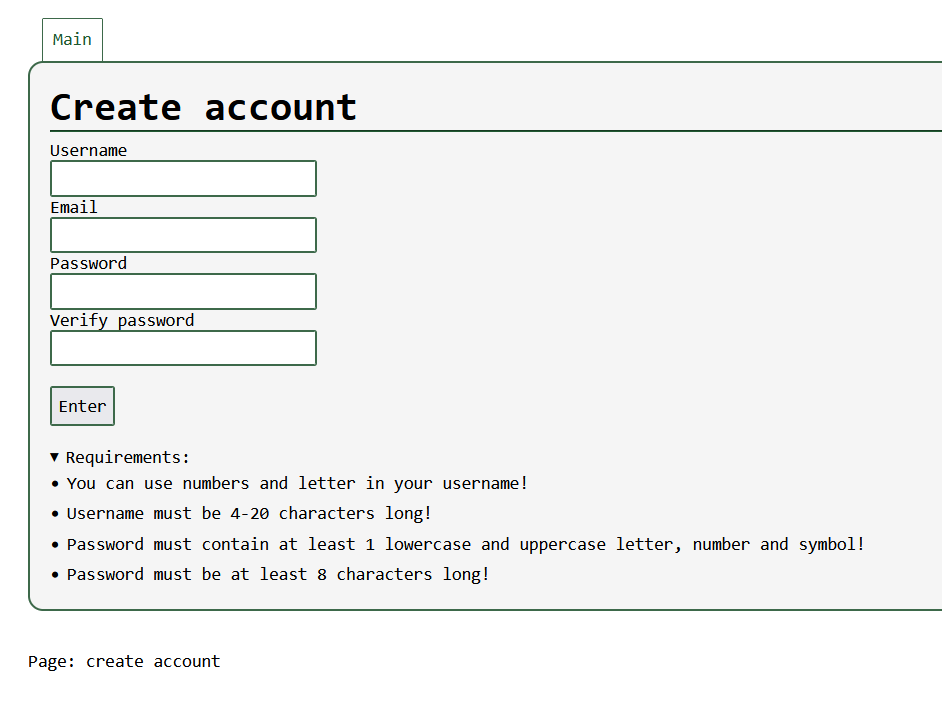 Main
Create account
Username
Email
Password
Verify password
Enter
▼ Requirements:
• You can use numbers and letter in your username!
• Username must be 4-20 characters long!
• Password must contain at least 1 lowercase and uppercase letter, number and symbol!
• Password must be at least 8 characters long!
Page: create account